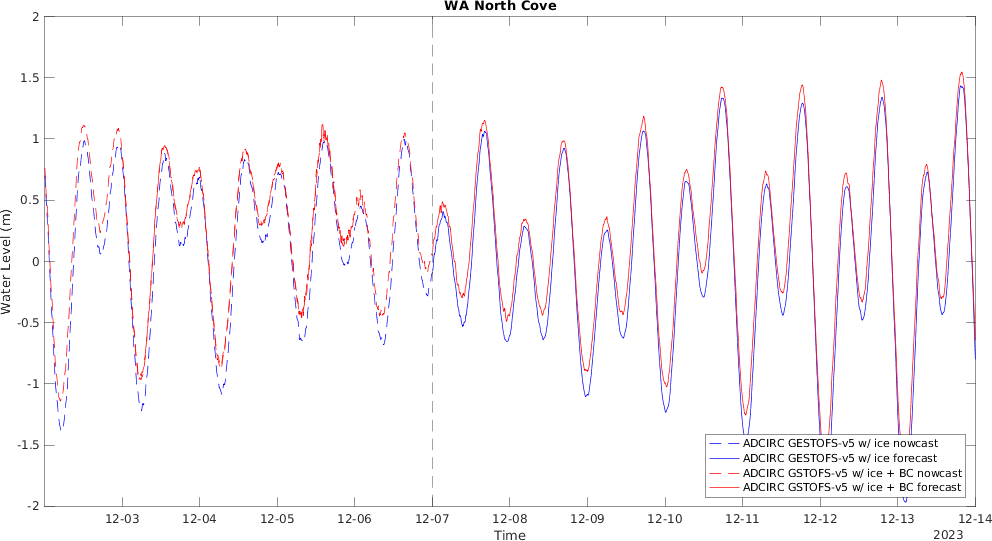 WA North Cove
2
1.5
1
0.5
0
-0.5
-1
-1.5
-2
Water Level (m)
12-03 12-04 12-05 12-06 12-07 12-08 12-09 12-10 12-11 12-12 12-13 12-14
Time
2023
ADCIRC GESTOFS-v5 w/ ice nowcast
ADCIRC GESTOFS-v5 w/ ice forecast
ADCIRC GSTOFS-v5 w/ ice + BC nowcast
ADCIRC GSTOFS-v5 w/ ice + BC forecast